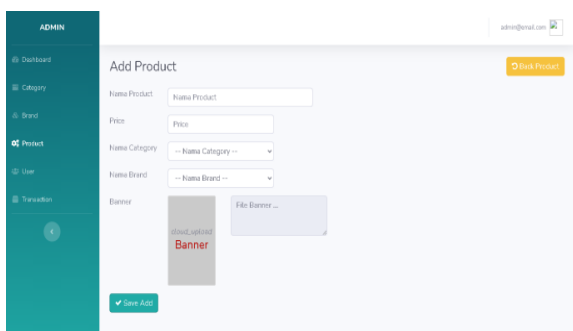 ADMIN
admin@email.com
Dashboard
Category
Brand
Product
User
Transaction
Add Product
Back Product
Name Product
Name Product
Price
Price
Nama Category
-- Nama Category --
Nama Brand
-- Nama Brand --
Banner
cloud_upload
Banner
File Banner ...
Save Add